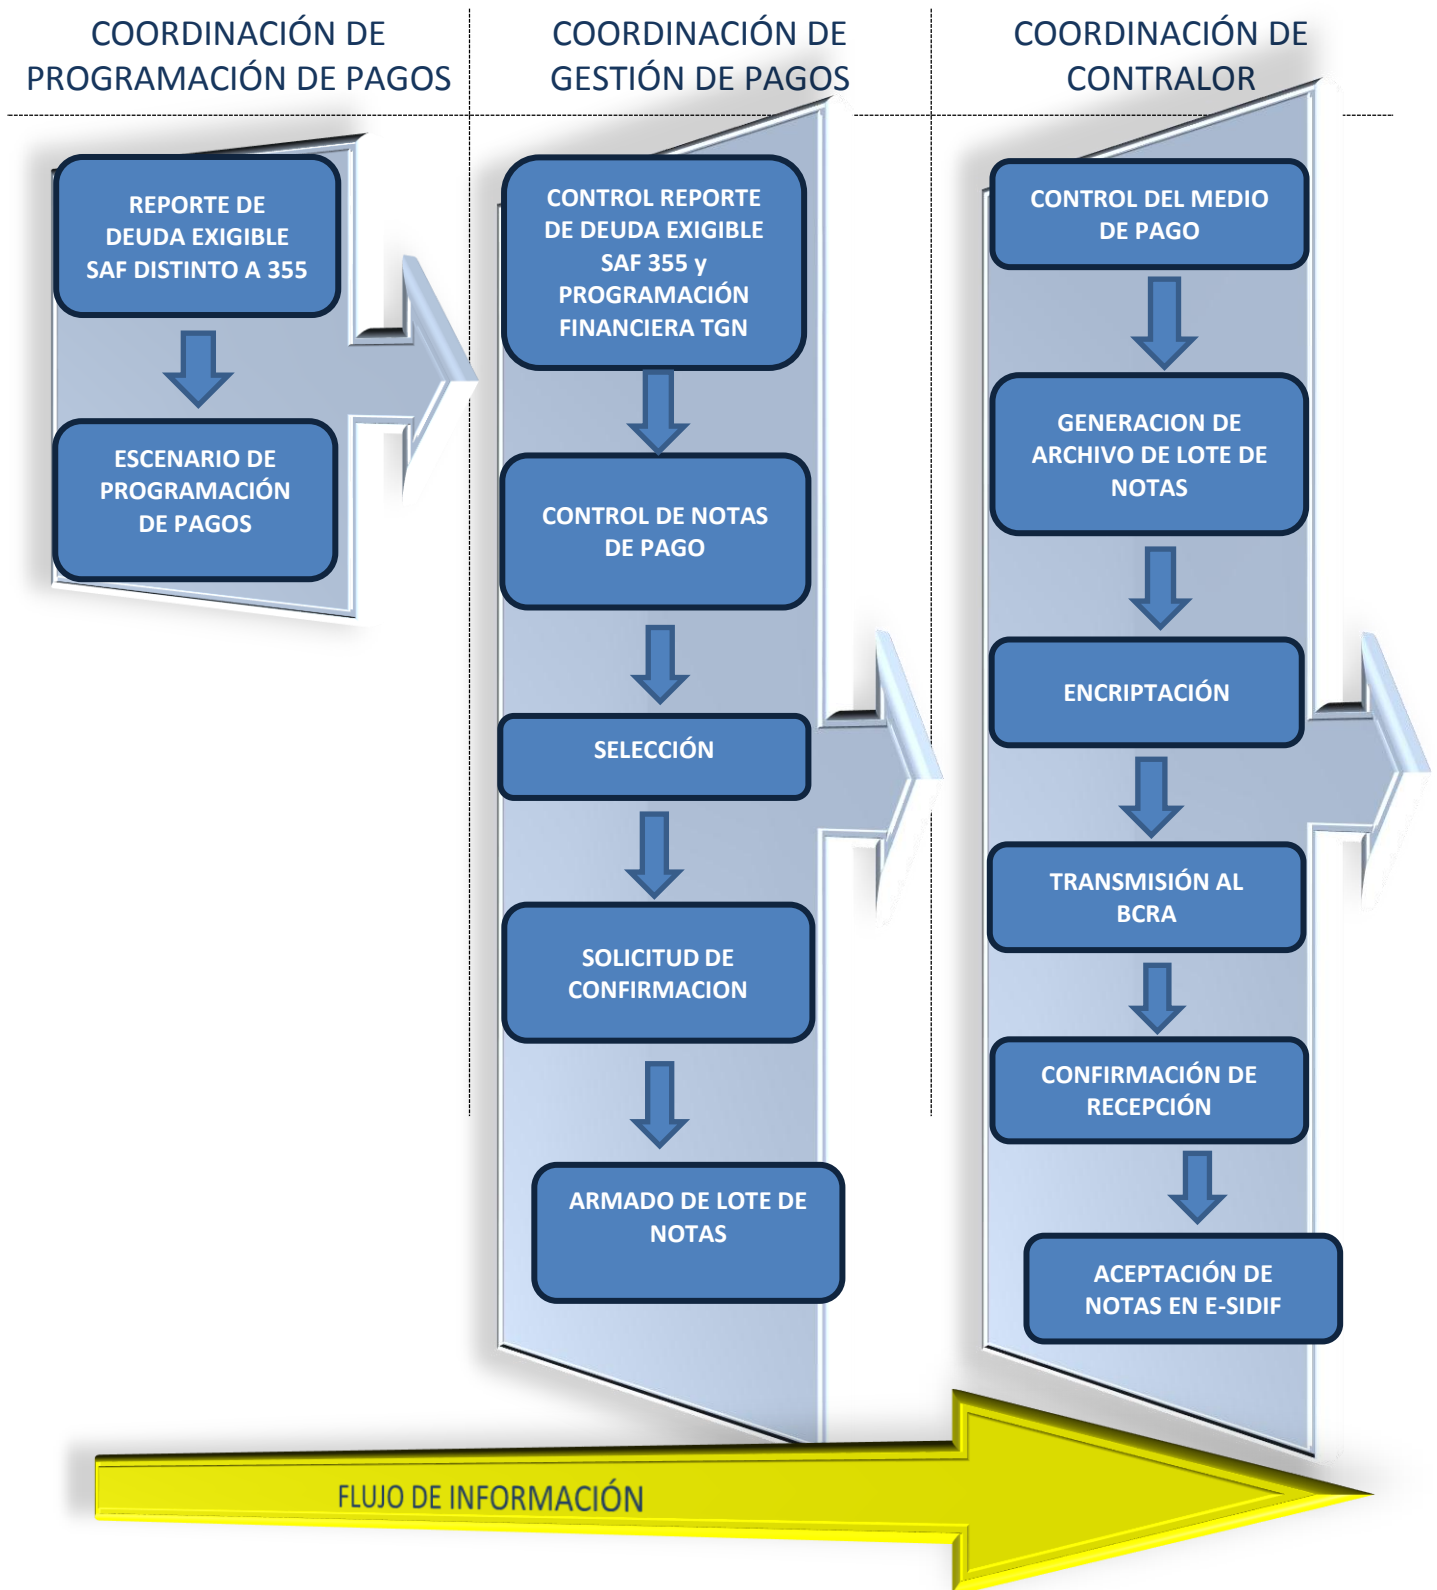 COORDINACIÓN DE
PROGRAMACIÓN DE PAGOS
COORDINACIÓN DE
GESTIÓN DE PAGOS
COORDINACIÓN DE
CONTRALOR
REPORTE DE
DEUDA EXIGIBLE
SAF DISTINTO A 355
ESCENARIO DE
PROGRAMACIÓN
DE PAGOS
CONTROL REPORTE
DE DEUDA EXIGIBLE
SAF 355 y
PROGRAMACIÓN
FINANCIERA TGN
CONTROL DE NOTAS
DE PAGO
SELECCIÓN
SOLICITUD DE
CONFIRMACION
ARMADO DE LOTE DE
NOTAS
CONTROL DEL MEDIO
DE PAGO
GENERACION DE
ARCHIVO DE LOTE DE
NOTAS
ENCRIPTACIÓN
TRANSMISIÓN AL
BCRA
CONFIRMACIÓN DE
RECEPCIÓN
ACEPTACIÓN DE
NOTAS EN E-SIDIF
FLUJO DE INFORMACIÓN